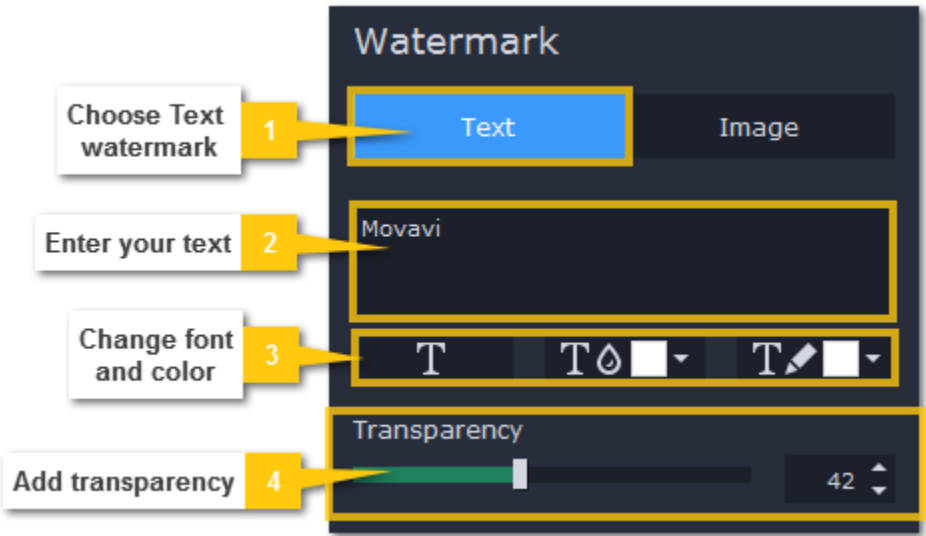 Watermark
Choose Text
watermark
1
Text
Image
Enter your text
2
Movavi
Change font
and color
3
T
T
T
Transparency
Add transparency
4
42